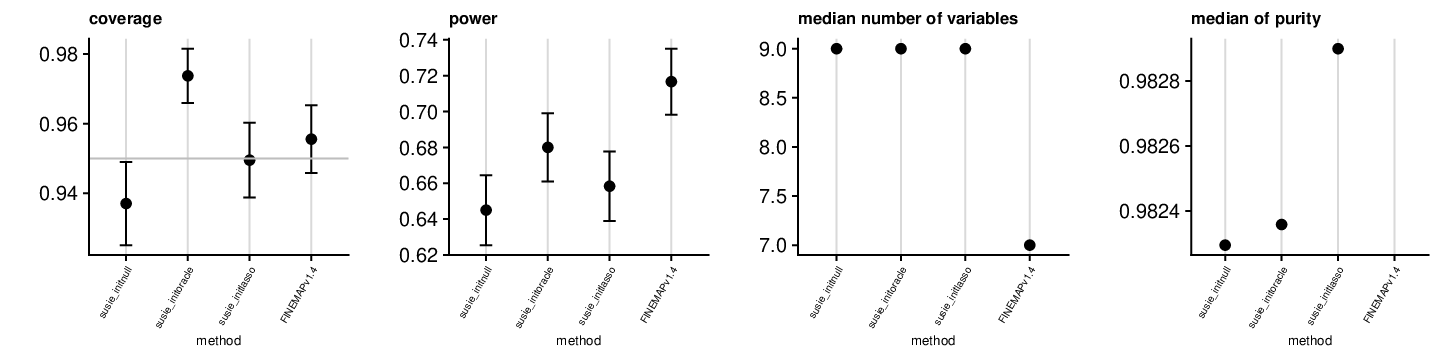 coverage
0.98
0.96
0.94
susie_initnull
susie_initoracle
susie_initlasso
FINEMAPv1.4
method
power
0.74
0.72
0.70
0.68
0.66
0.64
0.62
susie_initnull
susie_initoracle
susie_initlasso
FINEMAPv1.4
method
median number of variables
9.0
8.5
8.0
7.5
7.0
susie_initnull
susie_initoracle
susie_initlasso
FINEMAPv1.4
method
median of purity
0.9828
0.9826
0.9824
susie_initnull
susie_initoracle
susie_initlasso
FINEMAPv1.4
method